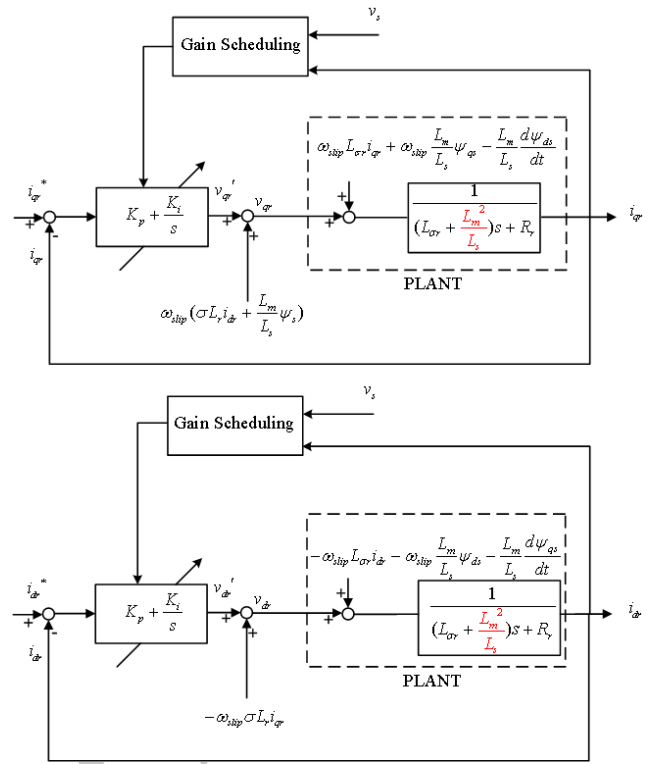 v_s
Gain Scheduling
ω_slip L_σr i_qr + ω_slip L_m/L_s ψ_qs − L_m/L_s dψ_ds/dt
i_qr*
K_p + K_i/s
v_qr'
v_qr
+
1/((L_σr + L_m²/L_s)s + R_r)
i_qr
+
-
+
+
+
i_qr
PLANT
ω_slip(σL_r i_dr + L_m/L_s ψ_s)
v_s
Gain Scheduling
−ω_slip L_σr i_dr − ω_slip L_m/L_s ψ_ds − L_m/L_s dψ_qs/dt
i_dr*
K_p + K_i/s
v_dr'
v_dr
+
1/((L_σr + L_m²/L_s)s + R_r)
i_dr
+
-
+
+
+
i_dr
PLANT
−ω_slip σL_r i_qr